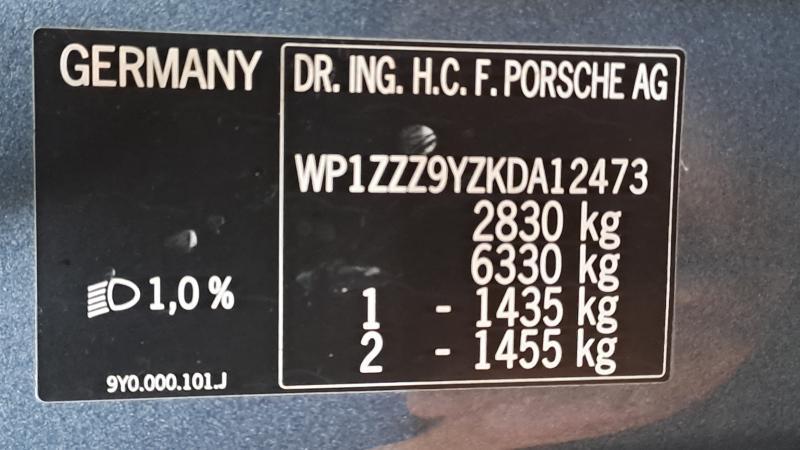 GERMANY
DR. ING. H.C. F. PORSCHE AG
WP1ZZZ9YZKDA12473
2830 kg
6330 kg
1 - 1435 kg
2 - 1455 kg
1,0 %
9Y0.000.101.J